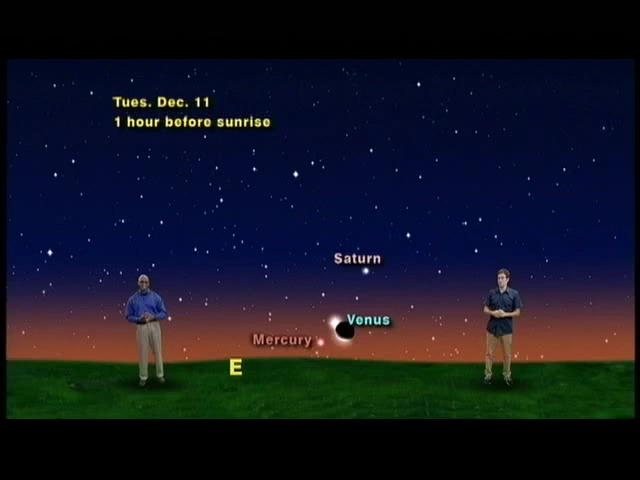 Tues. Dec. 11
1 hour before sunrise
Saturn
Venus
Mercury
E